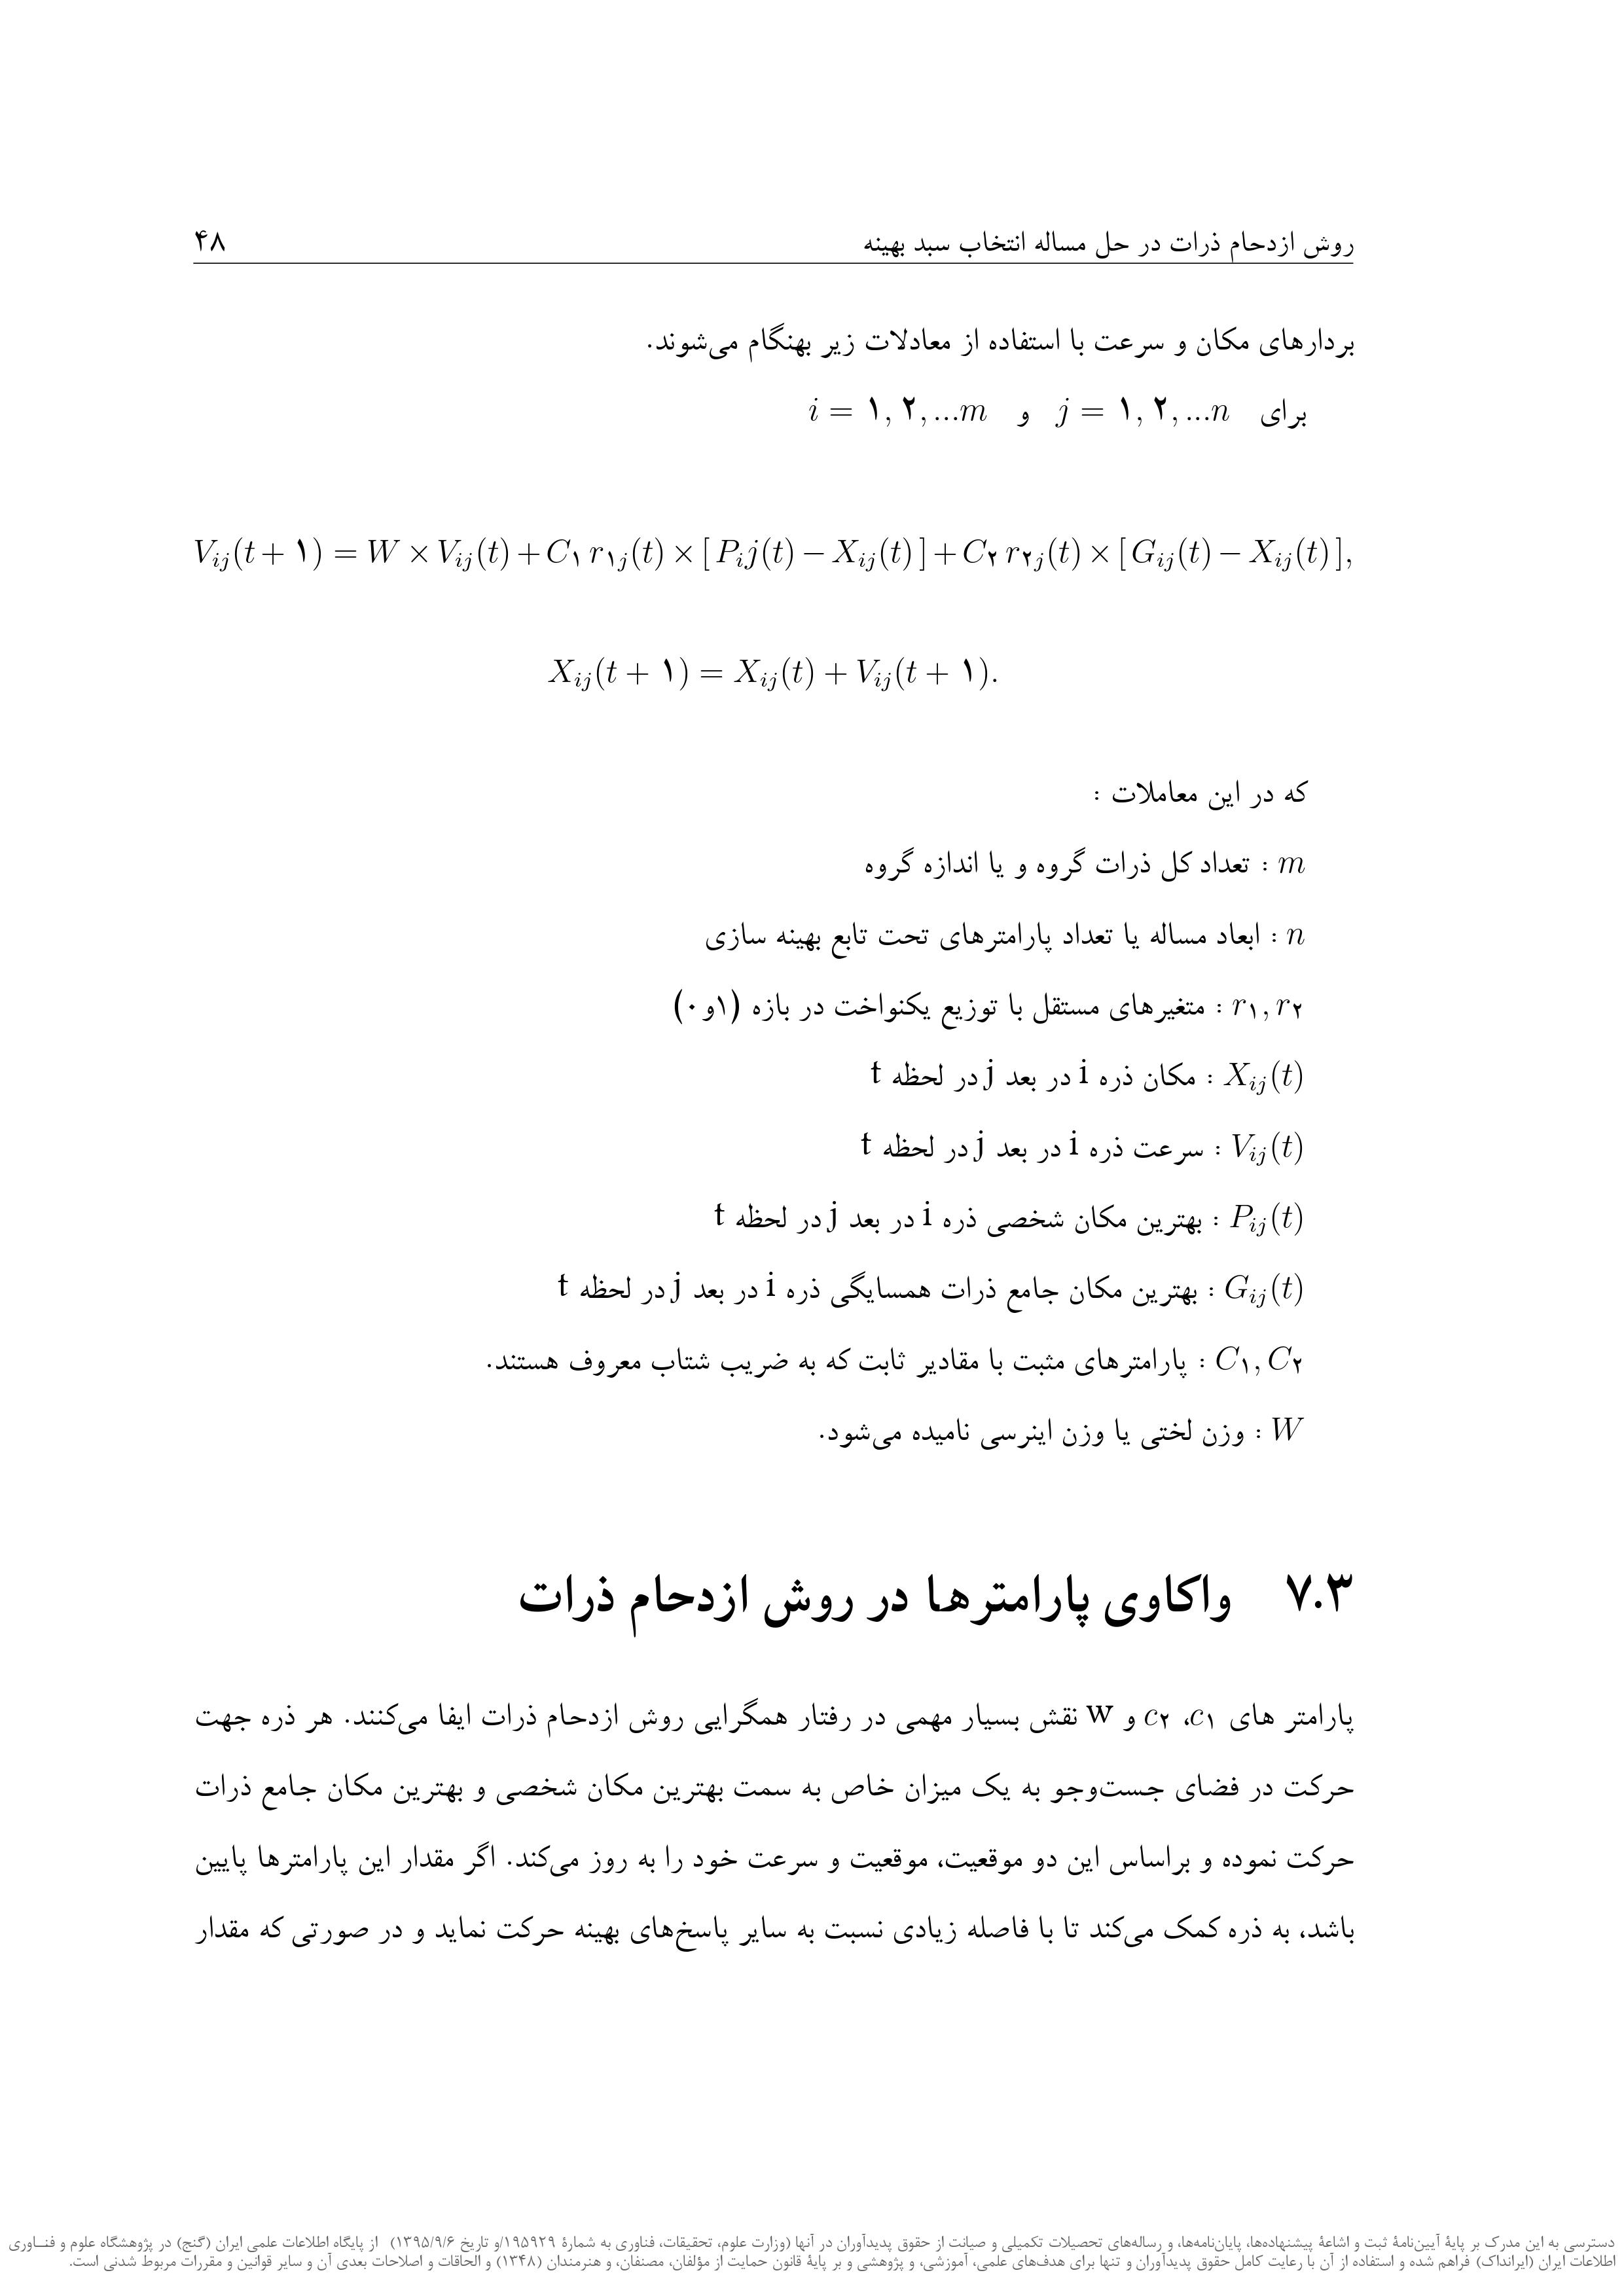 روش ازدحام ذرات در حل مساله انتخاب سبد بهینه ۴۸
بردارهای مکان و سرعت با استفاده از معادلات زیر بهنگام می‌شوند.
برای j = ۱, ۲, ...n و i = ۱, ۲, ...m
V_{ij}(t + ۱) = W × V_{ij}(t) + C_۱ r_{۱j}(t) × [ P_i j(t) − X_{ij}(t) ] + C_۲ r_{۲j}(t) × [ G_{ij}(t) − X_{ij}(t) ],
X_{ij}(t + ۱) = X_{ij}(t) + V_{ij}(t + ۱).
که در این معاملات :
m : تعداد کل ذرات گروه و یا اندازه گروه
n : ابعاد مساله یا تعداد پارامترهای تحت تابع بهینه سازی
r_۱, r_۲ : متغیرهای مستقل با توزیع یکنواخت در بازه (۱و۰)
X_{ij}(t) : مکان ذره i در بعد j در لحظه t
V_{ij}(t) : سرعت ذره i در بعد j در لحظه t
P_{ij}(t) : بهترین مکان شخصی ذره i در بعد j در لحظه t
G_{ij}(t) : بهترین مکان جامع ذرات همسایگی ذره i در بعد j در لحظه t
C_۱, C_۲ : پارامترهای مثبت با مقادیر ثابت که به ضریب شتاب معروف هستند.
W : وزن لختی یا وزن اینرسی نامیده می‌شود.
۷.۳ واکاوی پارامترها در روش ازدحام ذرات
پارامتر های c_۱، c_۲ و w نقش بسیار مهمی در رفتار همگرایی روش ازدحام ذرات ایفا می‌کنند. هر ذره جهت
حرکت در فضای جست‌وجو به یک میزان خاص به سمت بهترین مکان شخصی و بهترین مکان جامع ذرات
حرکت نموده و براساس این دو موقعیت، موقعیت و سرعت خود را به روز می‌کند. اگر مقدار این پارامترها پایین
باشد، به ذره کمک می‌کند تا با فاصله زیادی نسبت به سایر پاسخ‌های بهینه حرکت نماید و در صورتی که مقدار
دسترسی به این مدرک بر پایهٔ آیین‌نامهٔ ثبت و اشاعهٔ پیشنهاده‌ها، پایان‌نامه‌ها، و رساله‌های تحصیلات تکمیلی و صیانت از حقوق پدیدآوران در آنها (وزارت علوم، تحقیقات، فناوری به شمارهٔ ۱۹۵۹۲۹/و تاریخ ۱۳۹۵/۹/۶) از پایگاه اطلاعات علمی ایران (گنج) در پژوهشگاه علوم و فنـاوری
اطلاعات ایران (ایرانداک) فراهم شده و استفاده از آن با رعایت کامل حقوق پدیدآوران و تنها برای هدف‌های علمی، آموزشی، و پژوهشی و بر پایهٔ قانون حمایت از مؤلفان، مصنفان، و هنرمندان (۱۳۴۸) و الحاقات و اصلاحات بعدی آن و سایر قوانین و مقررات مربوط شدنی است.